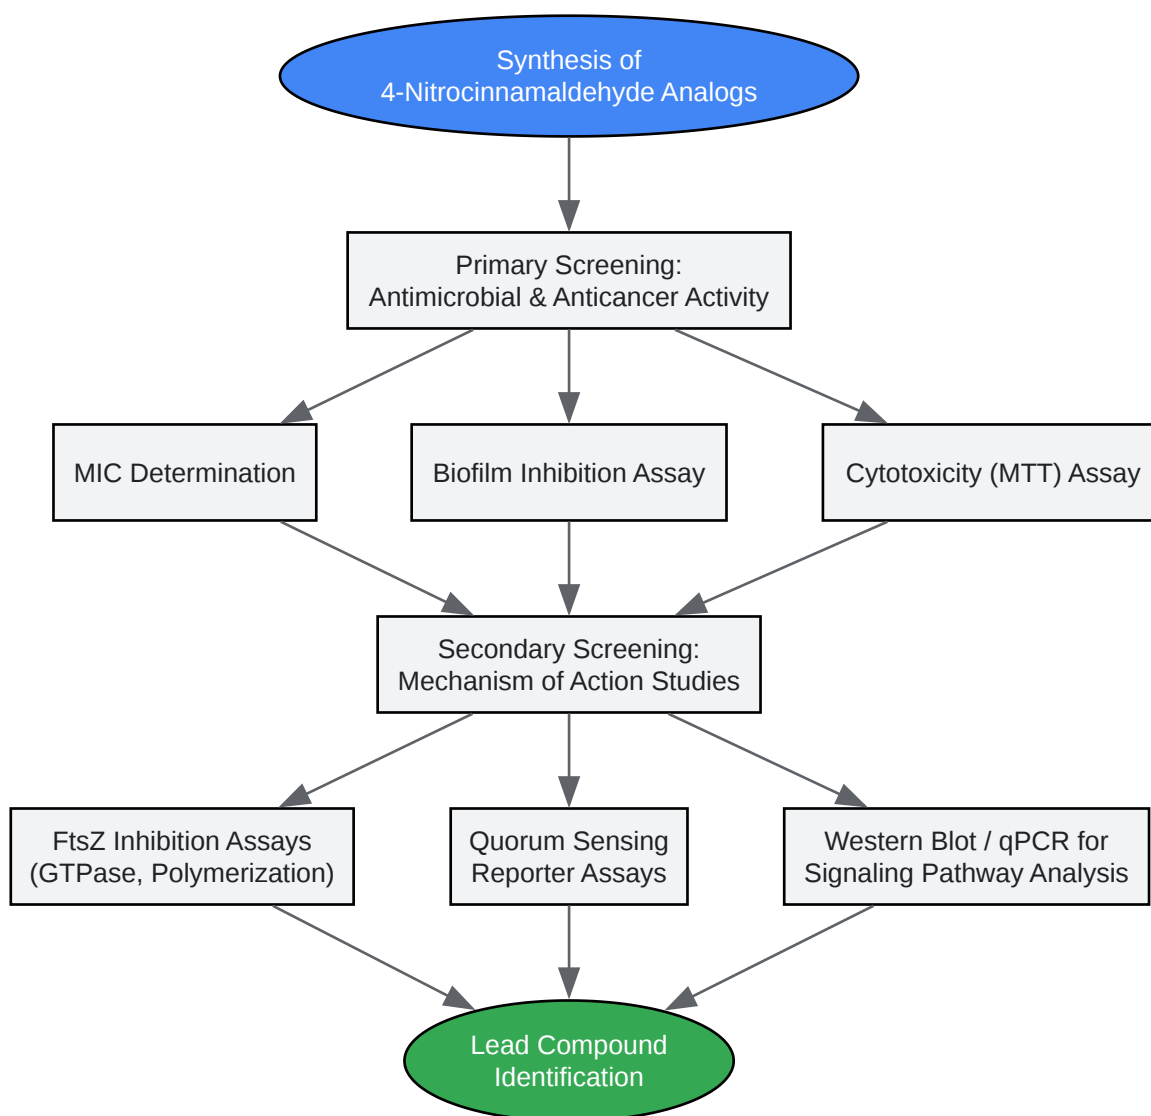 Synthesis of
4-Nitrocinnamaldehyde Analogs
Primary Screening:
Antimicrobial & Anticancer Activity
MIC Determination
Biofilm Inhibition Assay
Cytotoxicity (MTT) Assay
Secondary Screening:
Mechanism of Action Studies
FtsZ Inhibition Assays
(GTPase, Polymerization)
Quorum Sensing
Reporter Assays
Western Blot / qPCR for
Signaling Pathway Analysis
Lead Compound
Identification